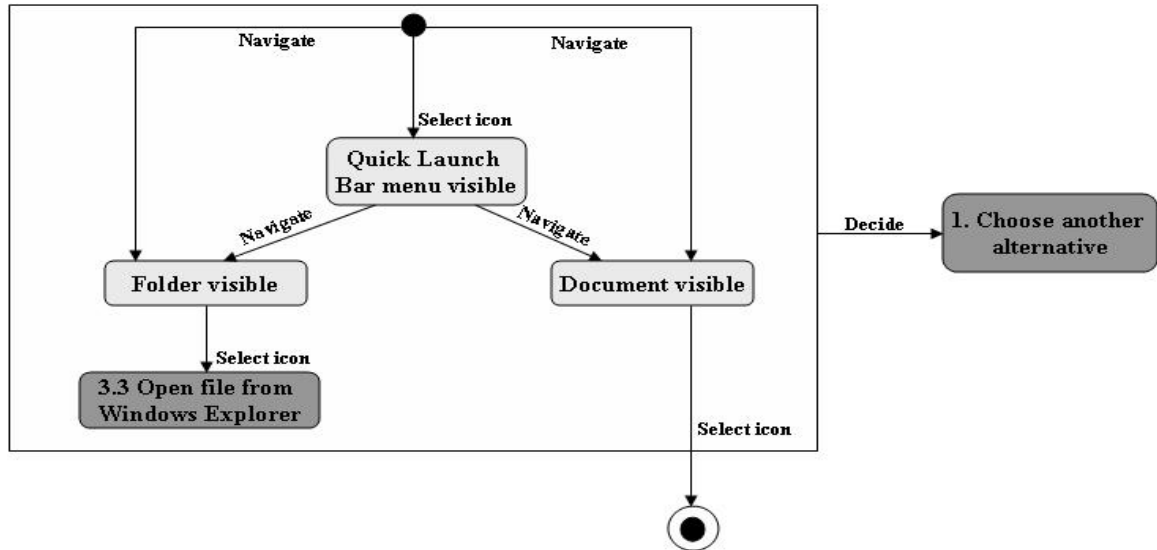 Navigate
Navigate
Select icon
Quick Launch
Bar menu visible
Navigate
Navigate
Decide
1. Choose another
alternative
Folder visible
Document visible
Select icon
3.3 Open file from
Windows Explorer
Select icon